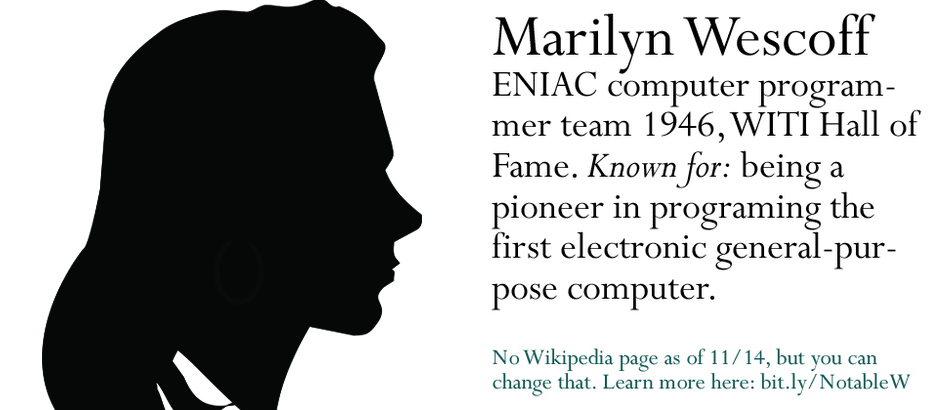 Marilyn Wescoff
ENIAC computer program-
mer team 1946, WITI Hall of
Fame. Known for: being a
pioneer in programing the
first electronic general-pur-
pose computer.
No Wikipedia page as of 11/14, but you can
change that. Learn more here: bit.ly/NotableW